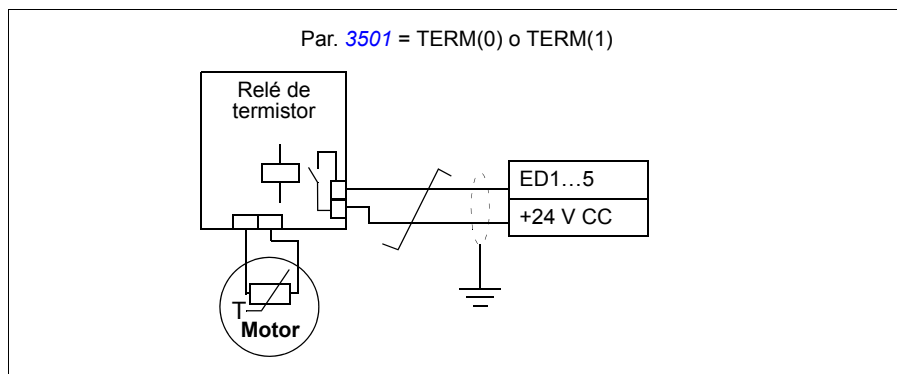 Par. 3501 = TERM(0) o TERM(1)
Relé de
termistor
ED1...5
+24 V CC
T
Motor